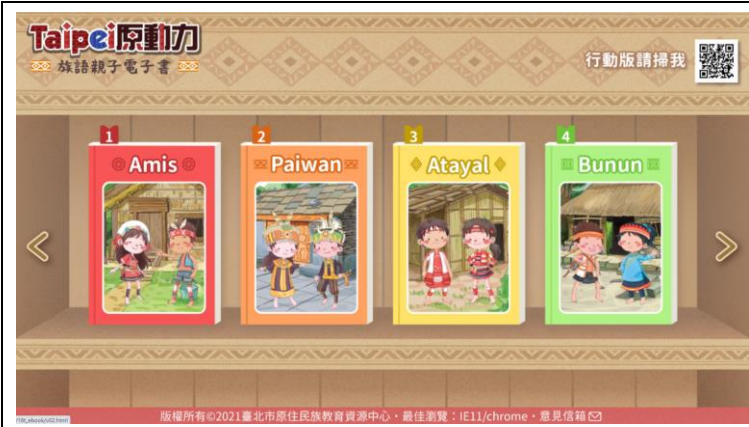 Taipei原動力
族語親子電子書
行動版請掃我
1
Amis
2
Paiwan
3
Atayal
4
Bunun
版權所有©2021臺北市原住民族教育資源中心・最佳瀏覽：IE11/chrome・意見信箱